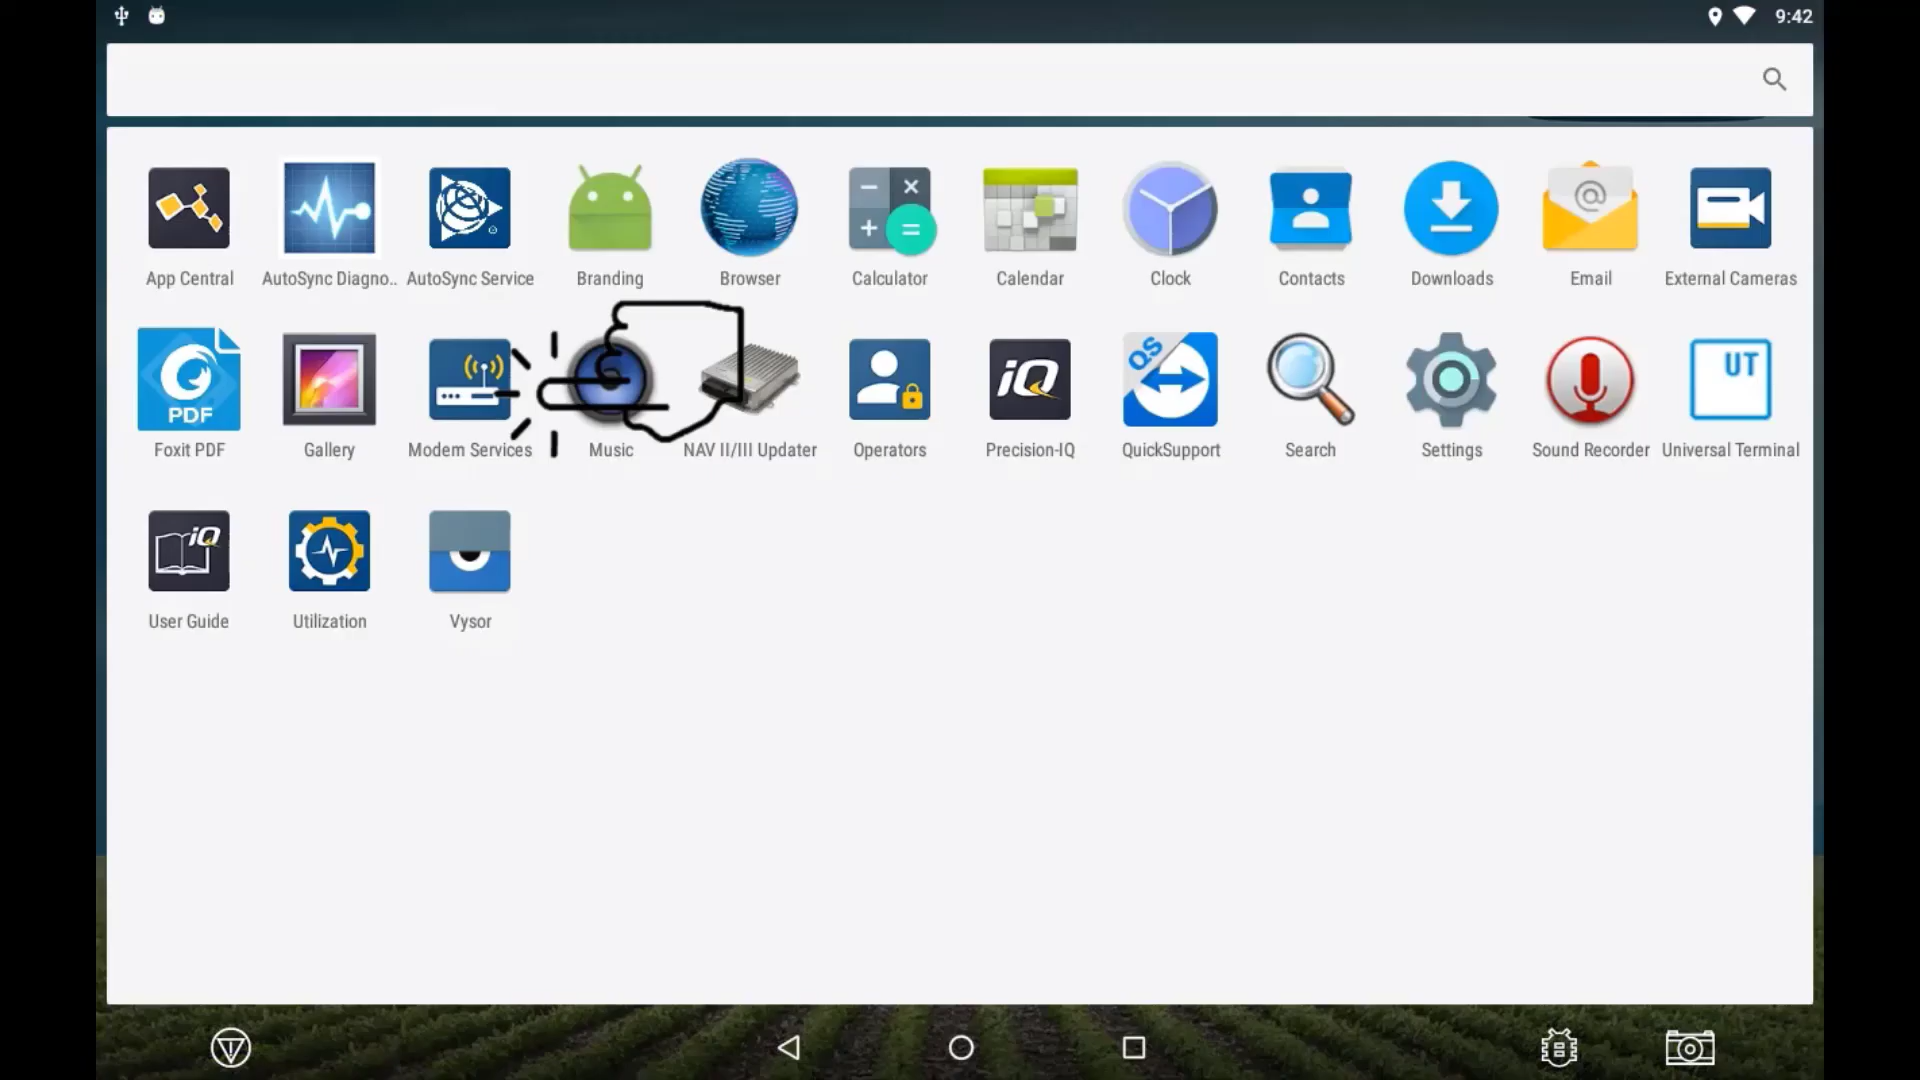 9:42
App Central
AutoSync Diagno..
AutoSync Service
Branding
Browser
Calculator
Calendar
Clock
Contacts
Downloads
@
Email
External Cameras
PDF
Foxit PDF
Gallery
Modem Services
Music
NAV II/III Updater
Operators
iQ
Precision-IQ
QS
QuickSupport
Search
Settings
Sound Recorder
UT
Universal Terminal
iQ
User Guide
Utilization
Vysor